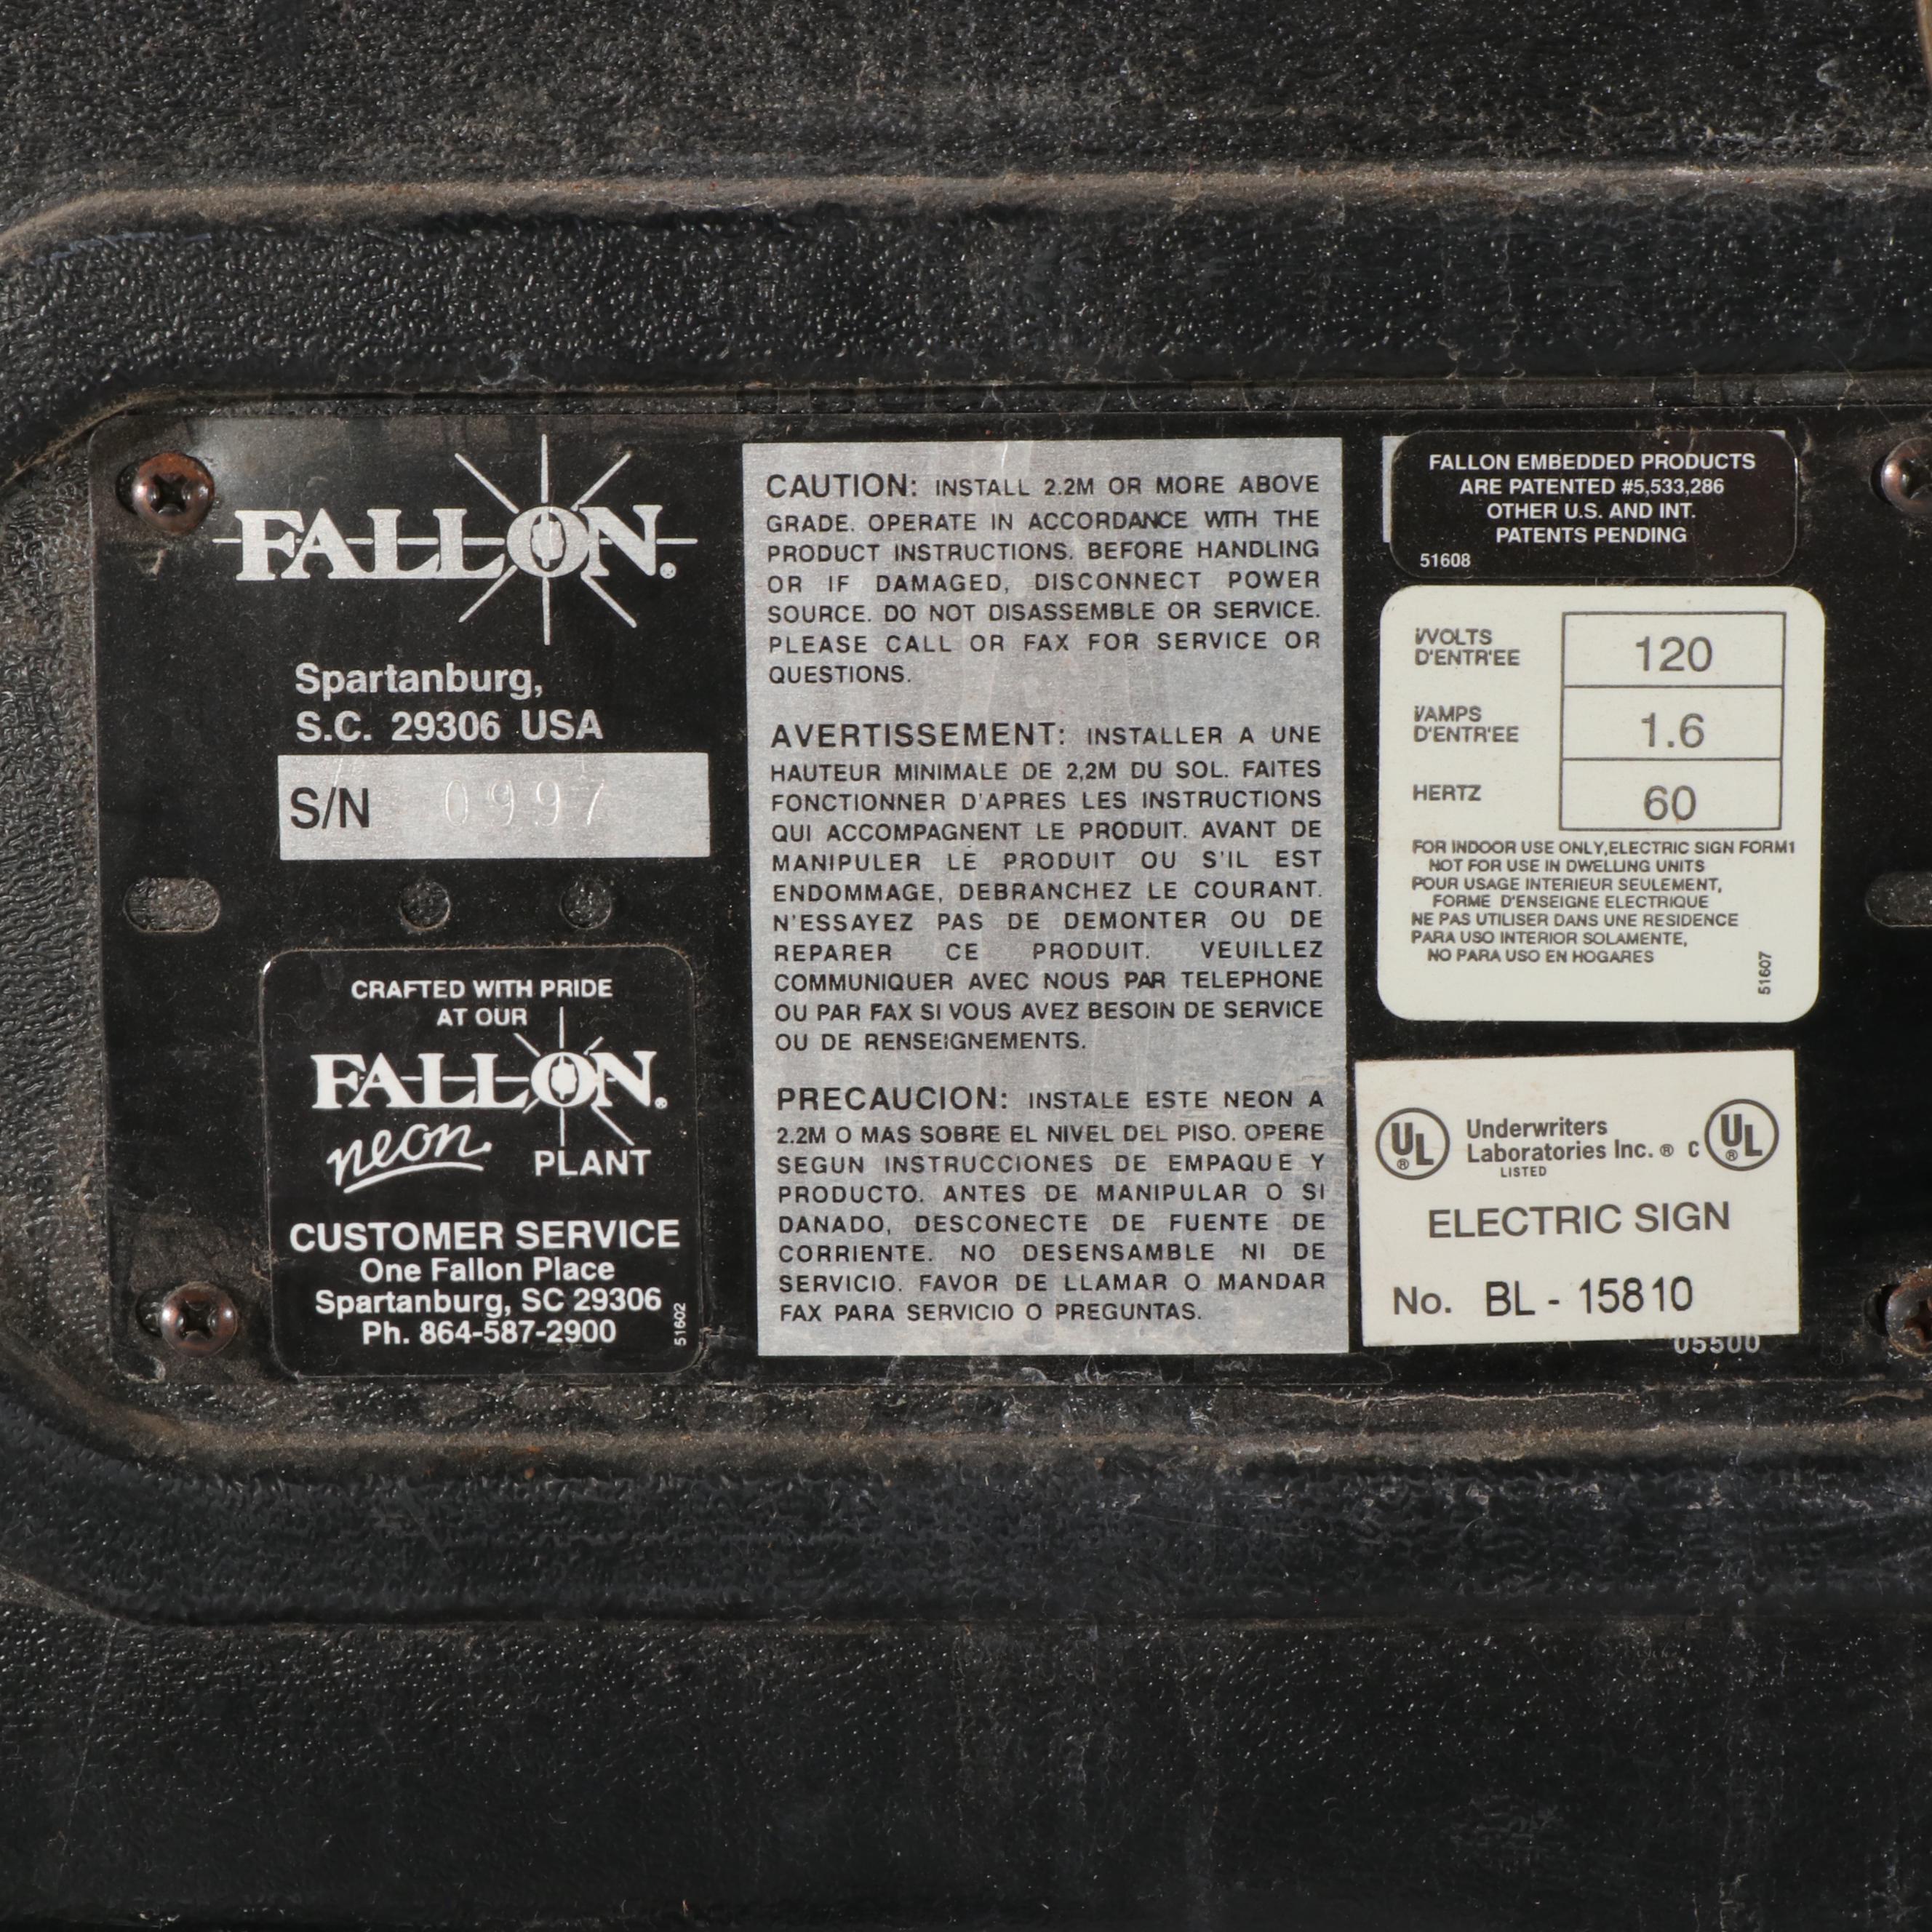 FALLON®
Spartanburg,
S.C. 29306 USA
S/N 0997
CRAFTED WITH PRIDE
AT OUR
FALLON®
neon PLANT
CUSTOMER SERVICE
One Fallon Place
Spartanburg, SC 29306
Ph. 864-587-2900
51602
CAUTION: INSTALL 2.2M OR MORE ABOVE
GRADE. OPERATE IN ACCORDANCE WITH THE
PRODUCT INSTRUCTIONS. BEFORE HANDLING
OR IF DAMAGED, DISCONNECT POWER
SOURCE. DO NOT DISASSEMBLE OR SERVICE.
PLEASE CALL OR FAX FOR SERVICE OR
QUESTIONS.
AVERTISSEMENT: INSTALLER A UNE
HAUTEUR MINIMALE DE 2,2M DU SOL. FAITES
FONCTIONNER D'APRES LES INSTRUCTIONS
QUI ACCOMPAGNENT LE PRODUIT. AVANT DE
MANIPULER LE PRODUIT OU S'IL EST
ENDOMMAGE, DEBRANCHEZ LE COURANT.
N'ESSAYEZ PAS DE DEMONTER OU DE
REPARER CE PRODUIT. VEUILLEZ
COMMUNIQUER AVEC NOUS PAR TELEPHONE
OU PAR FAX SI VOUS AVEZ BESOIN DE SERVICE
OU DE RENSEIGNEMENTS.
PRECAUCION: INSTALE ESTE NEON A
2.2M O MAS SOBRE EL NIVEL DEL PISO. OPERE
SEGUN INSTRUCCIONES DE EMPAQUE Y
PRODUCTO. ANTES DE MANIPULAR O SI
DANADO, DESCONECTE DE FUENTE DE
CORRIENTE. NO DESENSAMBLE NI DE
SERVICIO. FAVOR DE LLAMAR O MANDAR
FAX PARA SERVICIO O PREGUNTAS.
FALLON EMBEDDED PRODUCTS
ARE PATENTED #5,533,286
OTHER U.S. AND INT.
PATENTS PENDING
51608
I/VOLTS
D'ENTR'EE 120
I/AMPS
D'ENTR'EE 1.6
HERTZ 60
FOR INDOOR USE ONLY,ELECTRIC SIGN FORM1
NOT FOR USE IN DWELLING UNITS
POUR USAGE INTERIEUR SEULEMENT,
FORME D'ENSEIGNE ELECTRIQUE
NE PAS UTILISER DANS UNE RESIDENCE
PARA USO INTERIOR SOLAMENTE,
NO PARA USO EN HOGARES
51607
UL® Underwriters
Laboratories Inc.® C UL®
LISTED
ELECTRIC SIGN
No. BL - 15810
05500